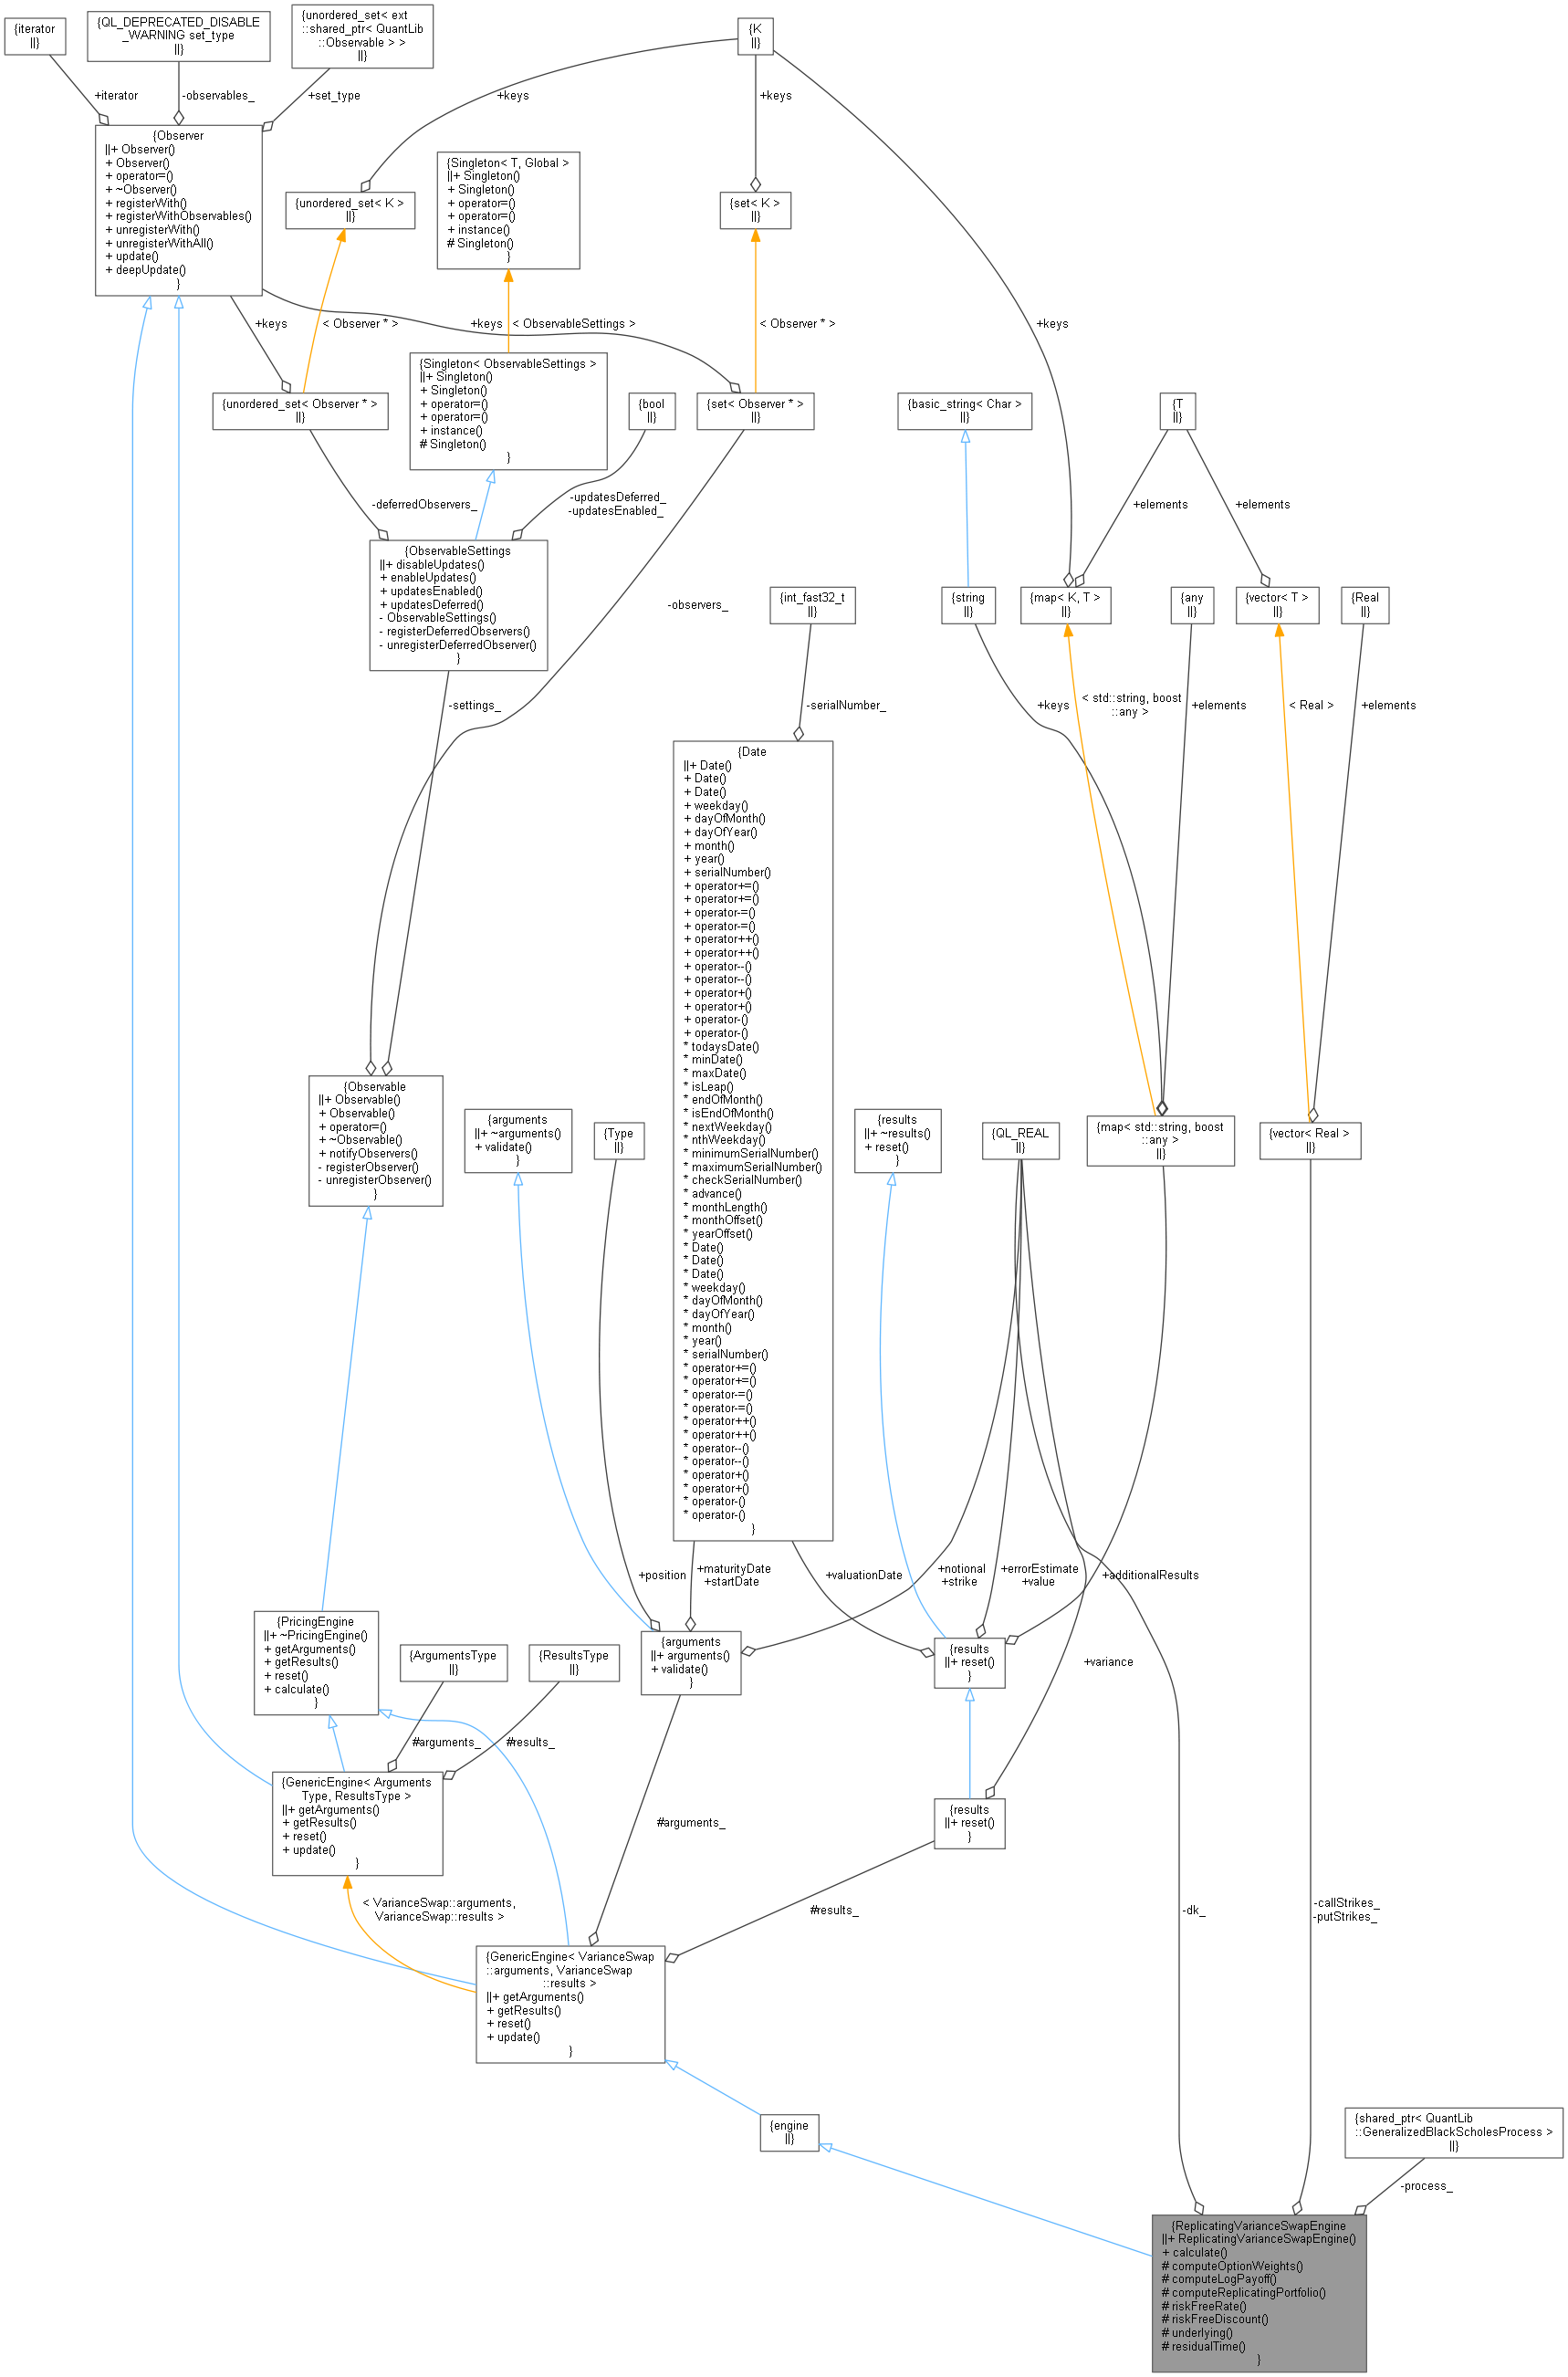 {iterator
||}
{QL_DEPRECATED_DISABLE
_WARNING set_type
||}
{unordered_set< ext
::shared_ptr< QuantLib
::Observable > >
||}
{K
||}
+iterator
-observables_
+set_type
+keys
+keys
{Observer
||+ Observer()
+ Observer()
+ operator=()
+ ~Observer()
+ registerWith()
+ registerWithObservables()
+ unregisterWith()
+ unregisterWithAll()
+ update()
+ deepUpdate()
}
{unordered_set< K >
||}
{Singleton< T, Global >
||+ Singleton()
+ Singleton()
+ operator=()
+ operator=()
+ instance()
# Singleton()
}
{set< K >
||}
+keys
< Observer * >
+keys
< ObservableSettings >
< Observer * >
+keys
{unordered_set< Observer * >
||}
{Singleton< ObservableSettings >
||+ Singleton()
+ Singleton()
+ operator=()
+ operator=()
+ instance()
# Singleton()
}
{bool
||}
{set< Observer * >
||}
{basic_string< Char >
||}
{T
||}
-deferredObservers_
-updatesDeferred_
-updatesEnabled_
+elements
+elements
{ObservableSettings
||+ disableUpdates()
+ enableUpdates()
+ updatesEnabled()
+ updatesDeferred()
- ObservableSettings()
- registerDeferredObservers()
- unregisterDeferredObserver()
}
-observers_
{int_fast32_t
||}
{string
||}
{map< K, T >
||}
{any
||}
{vector< T >
||}
{Real
||}
-settings_
-serialNumber_
+keys
< std::string, boost
::any >
+elements
< Real >
+elements
{Date
||+ Date()
+ Date()
+ Date()
+ weekday()
+ dayOfMonth()
+ dayOfYear()
+ month()
+ year()
+ serialNumber()
+ operator+=()
+ operator+=()
+ operator-=()
+ operator-=()
+ operator++()
+ operator++()
+ operator--()
+ operator--()
+ operator+()
+ operator+()
+ operator-()
+ operator-()
* todaysDate()
* minDate()
* maxDate()
* isLeap()
* endOfMonth()
* isEndOfMonth()
* nextWeekday()
* nthWeekday()
* minimumSerialNumber()
* maximumSerialNumber()
* checkSerialNumber()
* advance()
* monthLength()
* monthOffset()
* yearOffset()
* Date()
* Date()
* Date()
* weekday()
* dayOfMonth()
* dayOfYear()
* month()
* year()
* serialNumber()
* operator+=()
* operator+=()
* operator-=()
* operator-=()
* operator++()
* operator++()
* operator--()
* operator--()
* operator+()
* operator+()
* operator-()
* operator-()
}
{Observable
||+ Observable()
+ Observable()
+ operator=()
+ ~Observable()
+ notifyObservers()
- registerObserver()
- unregisterObserver()
}
{arguments
||+ ~arguments()
+ validate()
}
{Type
||}
{results
||+ ~results()
+ reset()
}
{QL_REAL
||}
{map< std::string, boost
::any >
||}
{vector< Real >
||}
+position
+maturityDate
+startDate
+valuationDate
+notional
+strike
+errorEstimate
+value
+additionalResults
{PricingEngine
||+ ~PricingEngine()
+ getArguments()
+ getResults()
+ reset()
+ calculate()
}
{ArgumentsType
||}
{ResultsType
||}
{arguments
||+ arguments()
+ validate()
}
{results
||+ reset()
}
+variance
#arguments_
#results_
{GenericEngine< Arguments
Type, ResultsType >
||+ getArguments()
+ getResults()
+ reset()
+ update()
}
#arguments_
{results
||+ reset()
}
< VarianceSwap::arguments,
VarianceSwap::results >
#results_
-dk_
-callStrikes_
-putStrikes_
{GenericEngine< VarianceSwap
::arguments, VarianceSwap
::results >
||+ getArguments()
+ getResults()
+ reset()
+ update()
}
{engine
||}
{shared_ptr< QuantLib
::GeneralizedBlackScholesProcess >
||}
-process_
{ReplicatingVarianceSwapEngine
||+ ReplicatingVarianceSwapEngine()
+ calculate()
# computeOptionWeights()
# computeLogPayoff()
# computeReplicatingPortfolio()
# riskFreeRate()
# riskFreeDiscount()
# underlying()
# residualTime()
}